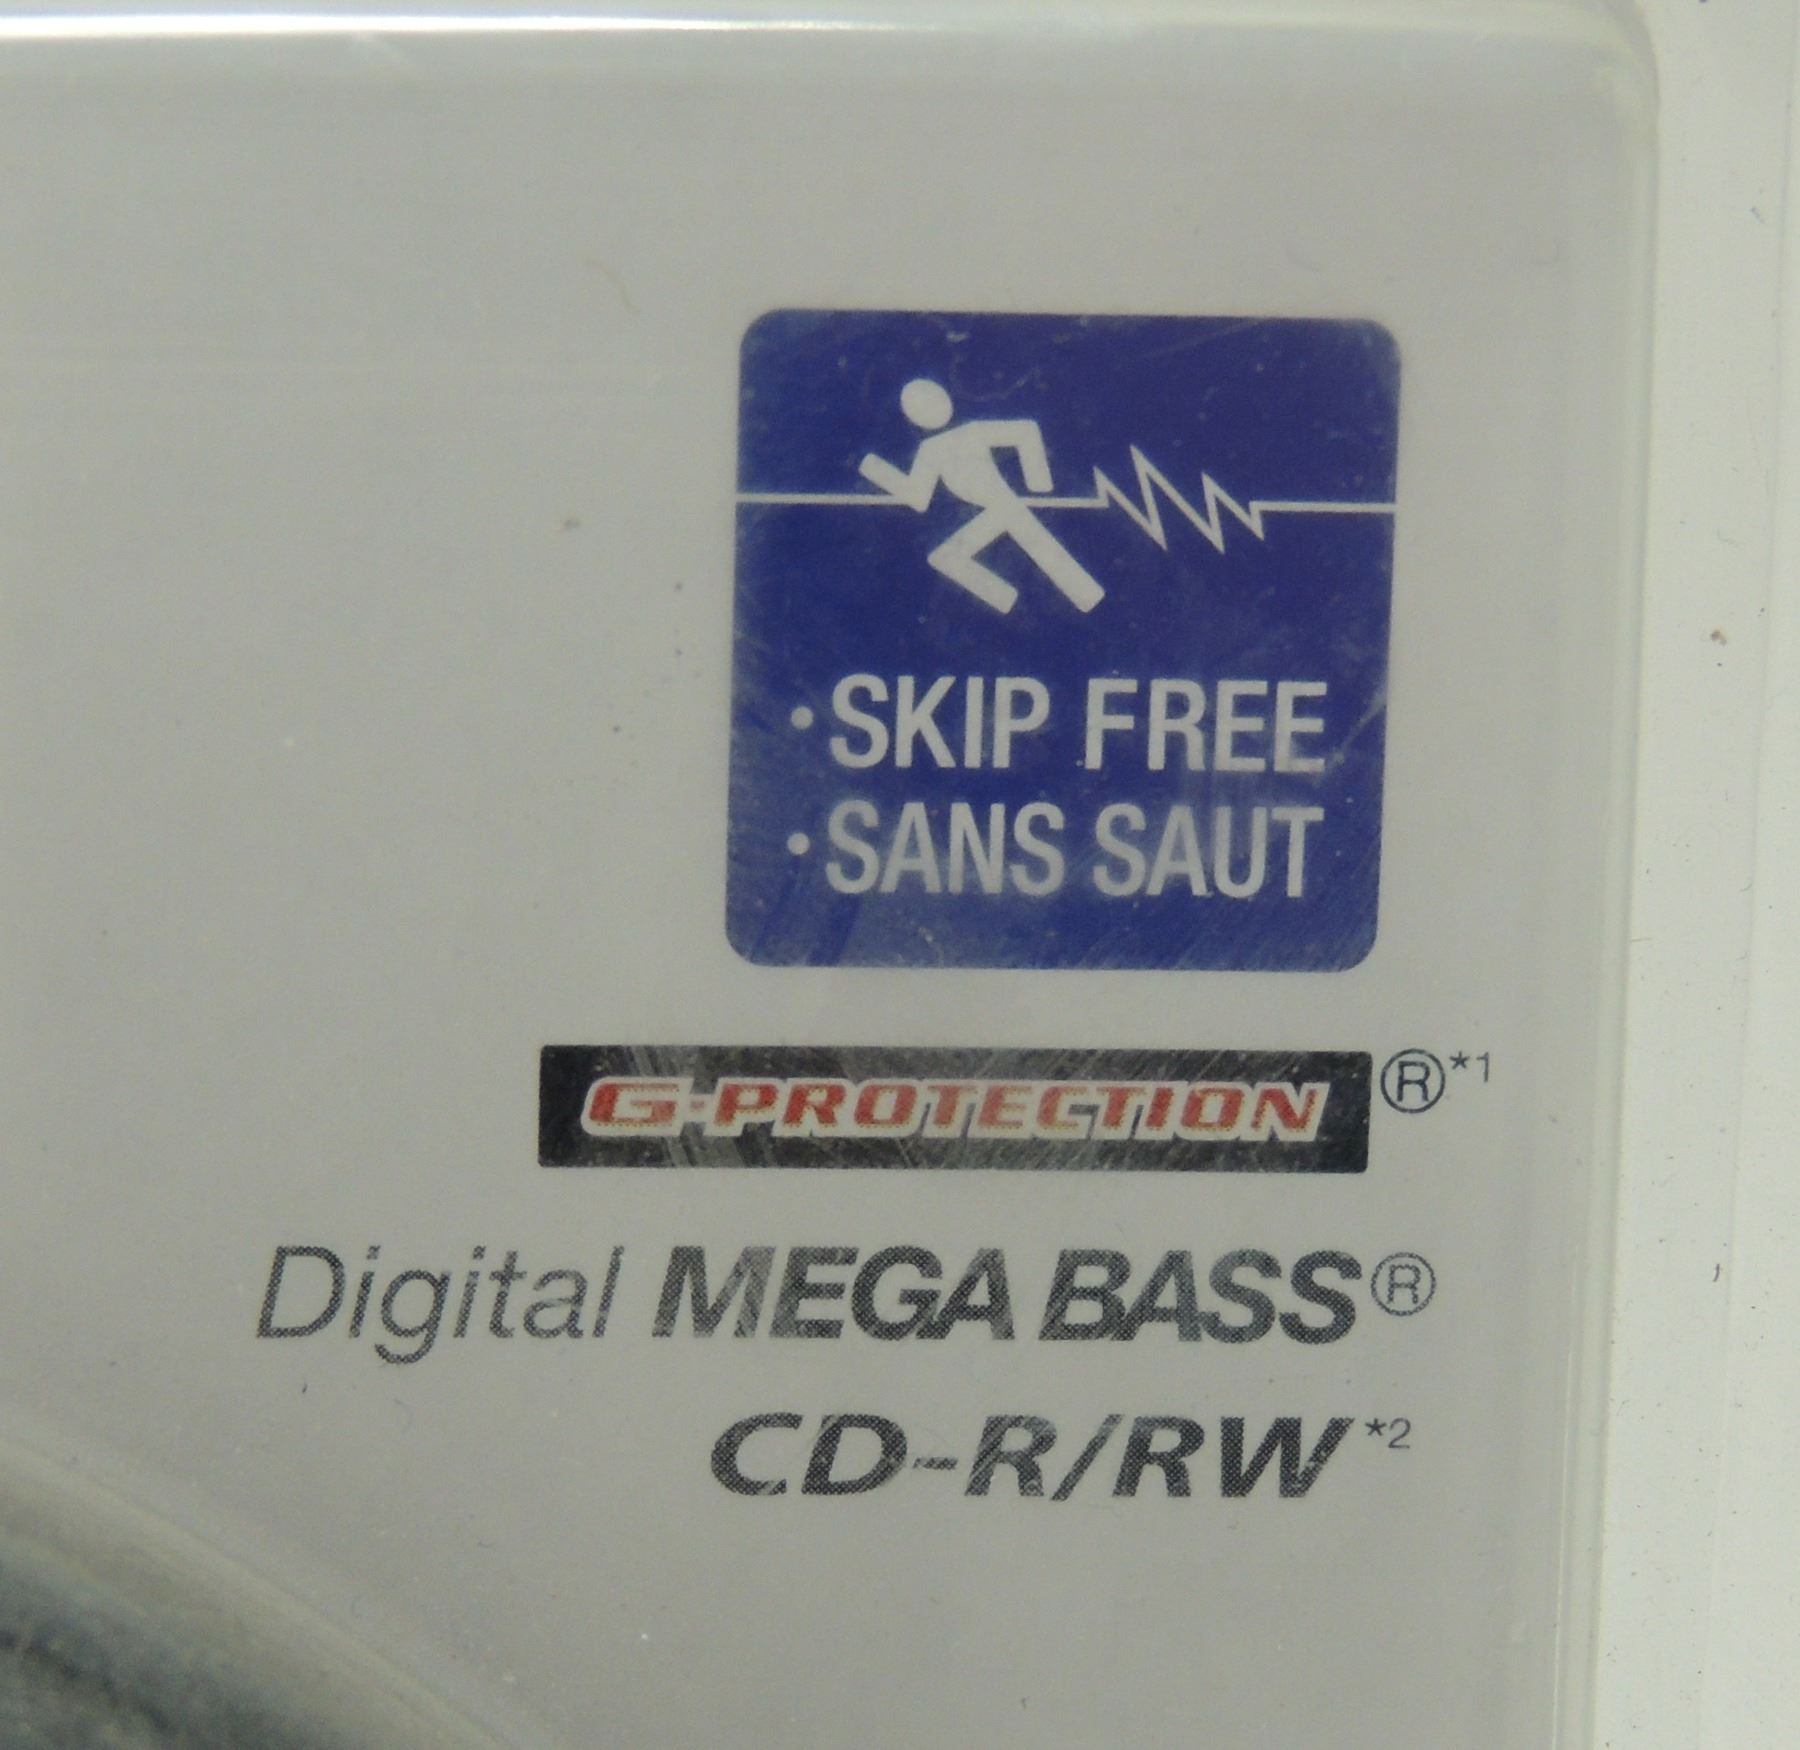 •SKIP FREE
•SANS SAUT
G-PROTECTION®*1
Digital MEGA BASS®
CD-R/RW*2